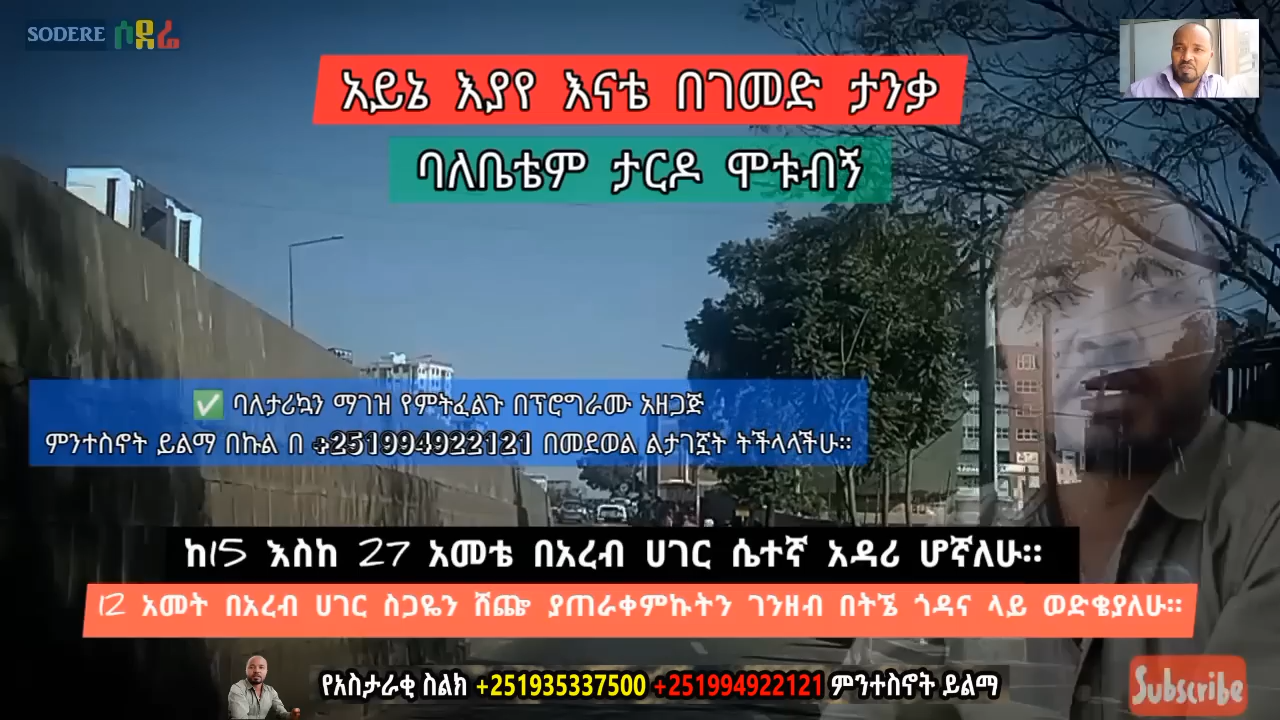 SODERE ሶደሬ
አይኔ እያየ እናቴ በገመድ ታንቃ
ባለቤቴም ታርዶ ሞቱብኝ
✅ ባለታሪኳን ማገዝ የምትፈልጉ በፕሮግራሙ አዘጋጅ
ምንተስኖት ይልማ በኩል በ +251994922121 በመደወል ልታገኟት ትችላላችሁ።
ከ15 እስከ 27 አመቴ በአረብ ሀገር ሴተኛ አዳሪ ሆኛለሁ።
12 አመት በአረብ ሀገር ስጋዬን ሸጬ ያጠራቀምኩትን ገንዘብ በትኜ ጎዳና ላይ ወድቄያለሁ።
የአስታራቂ ስልክ +251935337500 +251994922121 ምንተስኖት ይልማ
Subscribe